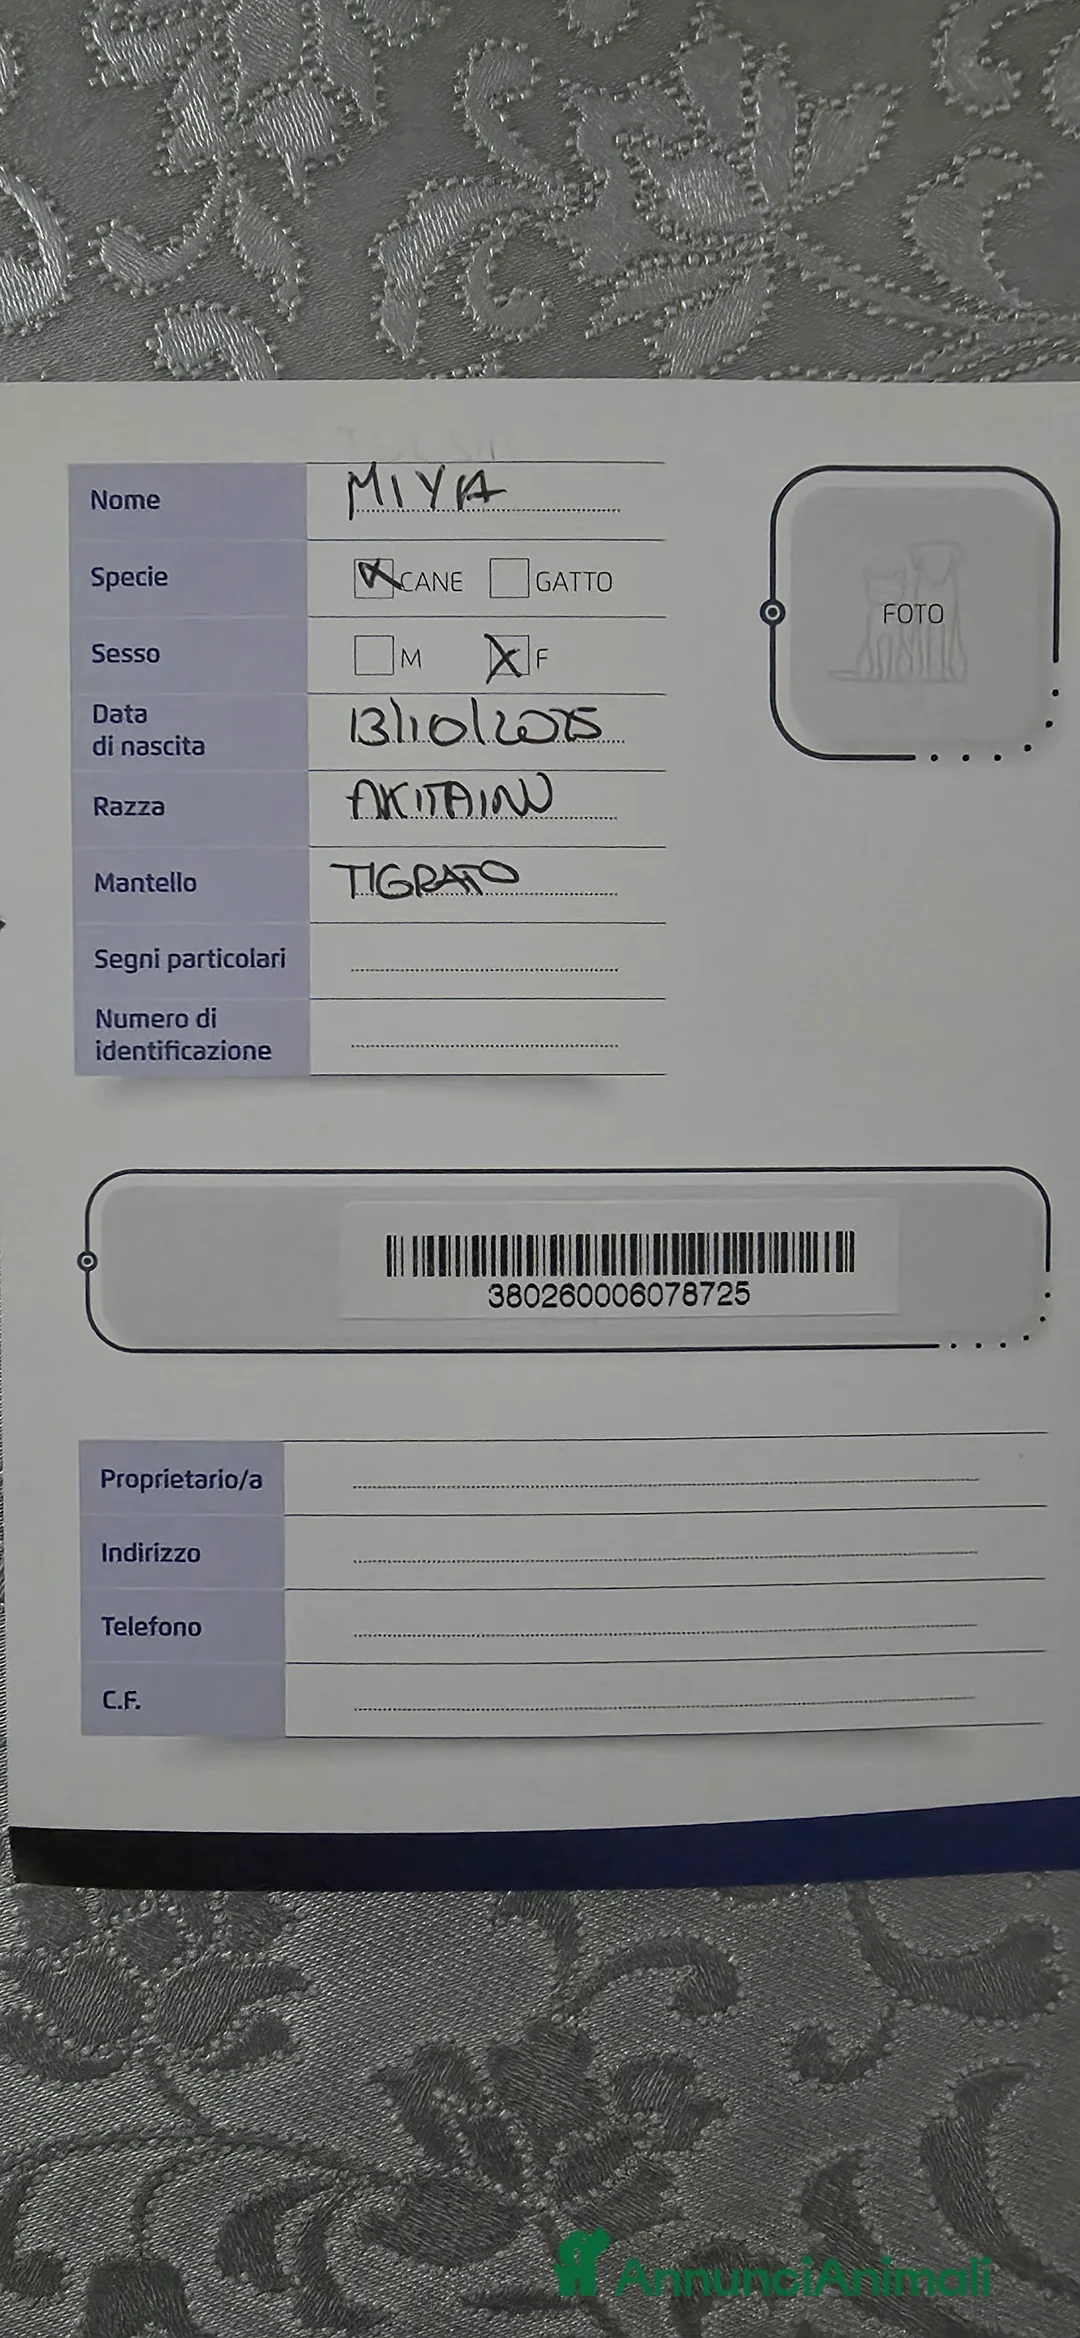 Nome MIYA
Specie CANE GATTO
Sesso M F
Data
di nascita 13/10/2025
Razza AKITAINU
Mantello TIGRATO
Segni particolari
Numero di
identificazione
FOTO
380260006078725
Proprietario/a
Indirizzo
Telefono
C.F.
AnnunciAnimali